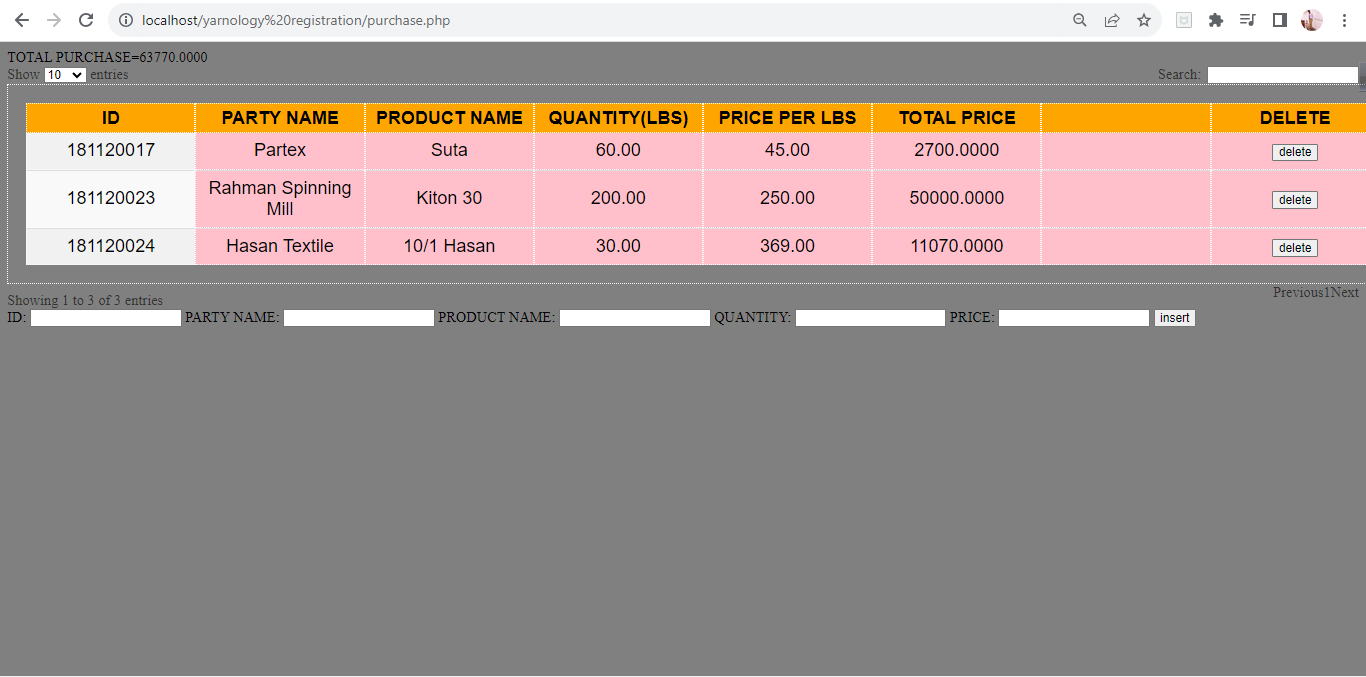 localhost/yarnology%20registration/purchase.php
TOTAL PURCHASE=63770.0000
Show 10 entries Search:
ID PARTY NAME PRODUCT NAME QUANTITY(LBS) PRICE PER LBS TOTAL PRICE DELETE
181120017 Partex Suta 60.00 45.00 2700.0000 delete
181120023 Rahman Spinning Mill Kiton 30 200.00 250.00 50000.0000 delete
181120024 Hasan Textile 10/1 Hasan 30.00 369.00 11070.0000 delete
Showing 1 to 3 of 3 entries Previous1Next
ID: PARTY NAME: PRODUCT NAME: QUANTITY: PRICE: insert